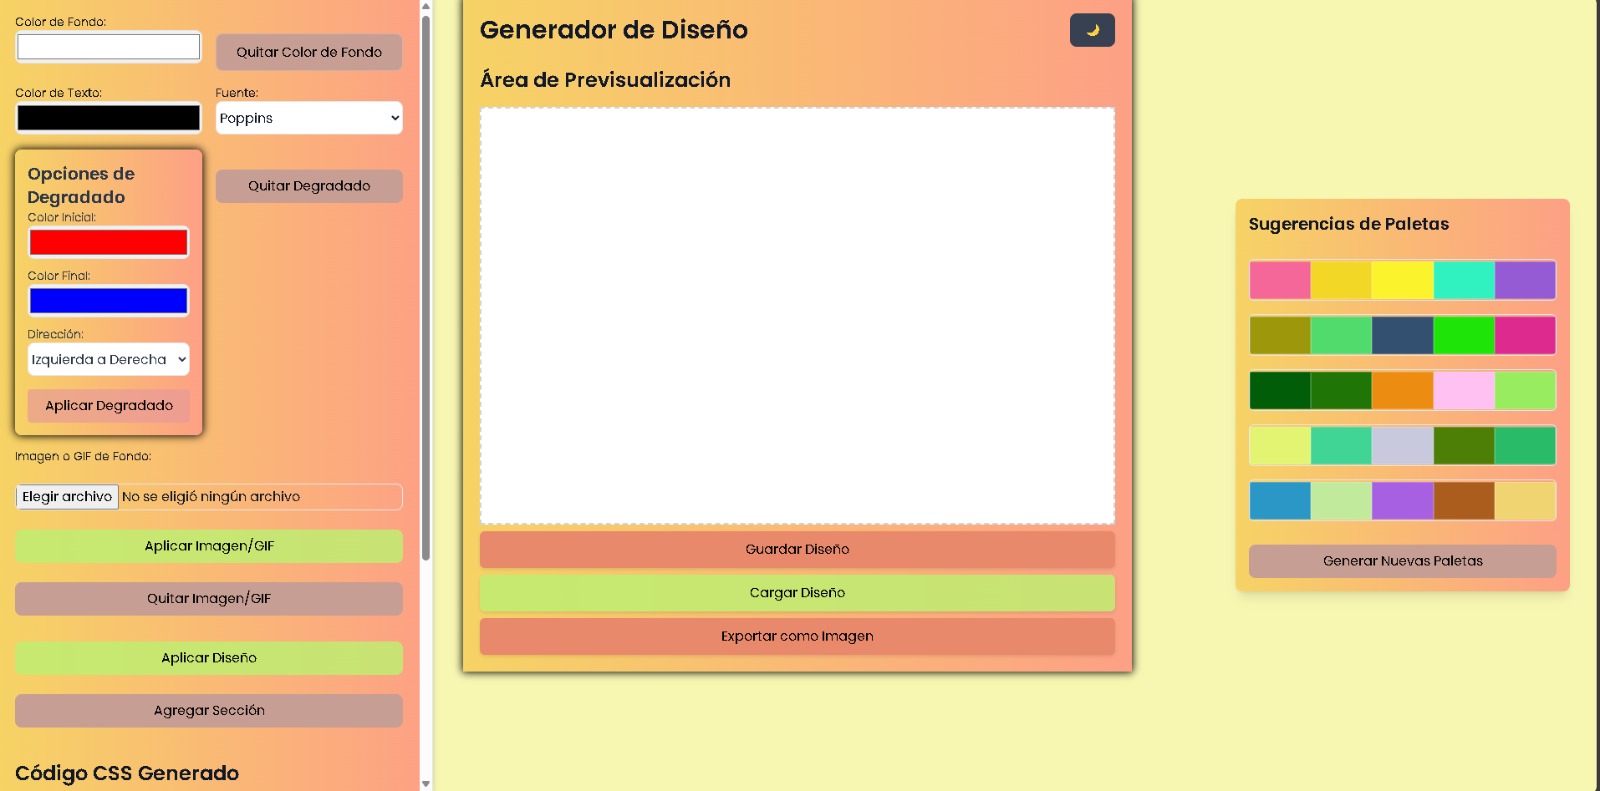 Color de Fondo:
Quitar Color de Fondo
Color de Texto:
Fuente:
Poppins
Opciones de
Degradado
Color Inicial:
Color Final:
Dirección:
Izquierda a Derecha
Aplicar Degradado
Quitar Degradado
Imagen o GIF de Fondo:
Elegir archivo No se eligió ningún archivo
Aplicar Imagen/GIF
Quitar Imagen/GIF
Aplicar Diseño
Agregar Sección
Código CSS Generado
Generador de Diseño
Área de Previsualización
Guardar Diseño
Cargar Diseño
Exportar como Imagen
Sugerencias de Paletas
Generar Nuevas Paletas